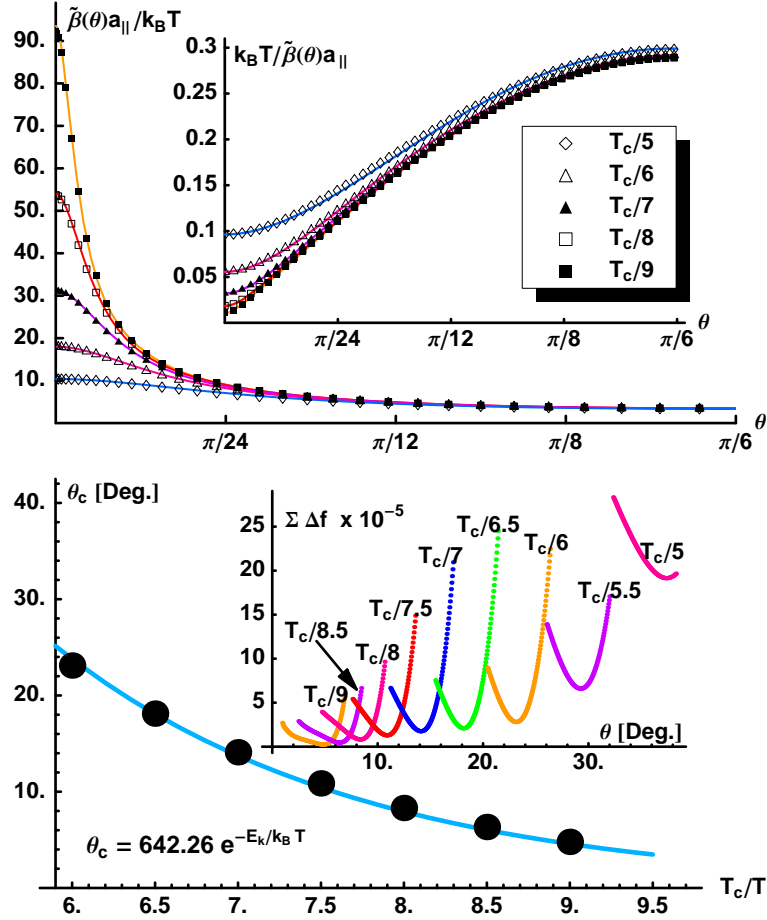 β̃(θ)a||/kBT
90.
80.
70.
60.
50.
40.
30.
20.
10.
π/24
π/12
π/8
π/6
θ
kBT/β̃(θ)a||
0.3
0.25
0.2
0.15
0.1
0.05
π/24
π/12
π/8
π/6
θ
Tc/5
Tc/6
Tc/7
Tc/8
Tc/9
θc [Deg.]
40.
30.
20.
10.
6.
6.5
7.
7.5
8.
8.5
9.
9.5
Tc/T
θc = 642.26 e^(–Ek/kBT)
Σ Δf x 10^-5
25
20
15
10
5
10.
20.
30.
θ [Deg.]
Tc/9
Tc/8.5
Tc/8
Tc/7.5
Tc/7
Tc/6.5
Tc/6
Tc/5.5
Tc/5